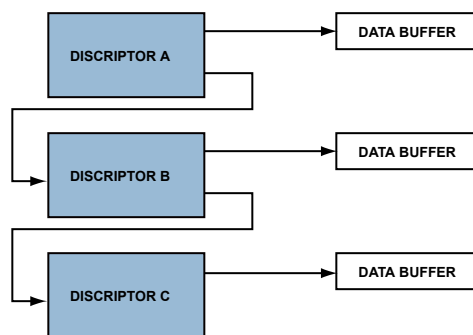 DISCRIPTOR A
DATA BUFFER
DISCRIPTOR B
DATA BUFFER
DISCRIPTOR C
DATA BUFFER